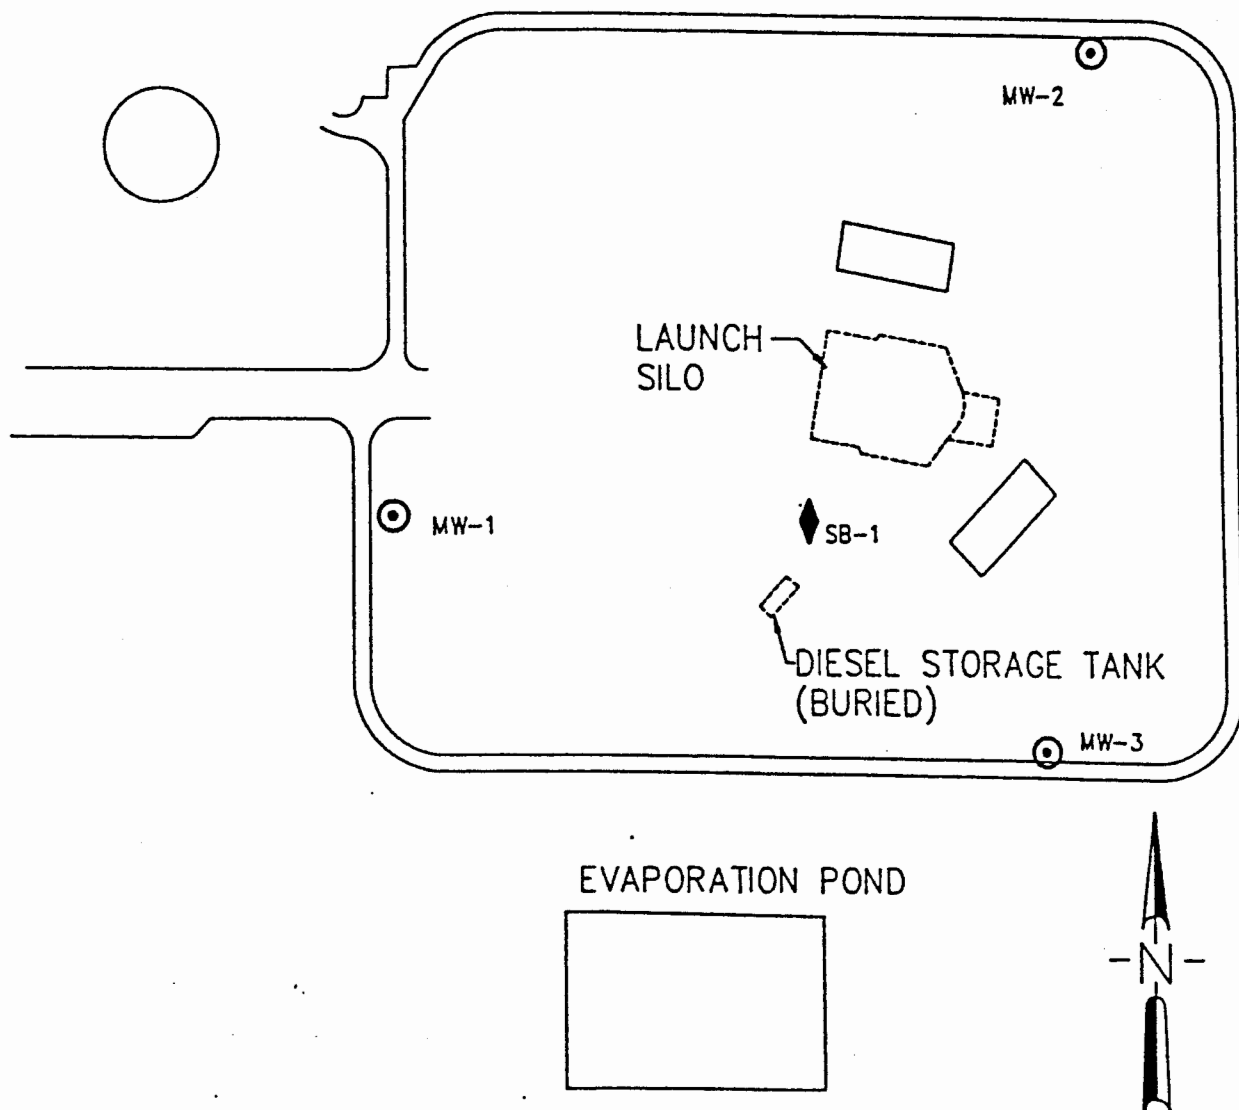 MW-2
LAUNCH
SILO
MW-1
SB-1
DIESEL STORAGE TANK
(BURIED)
MW-3
EVAPORATION POND
N